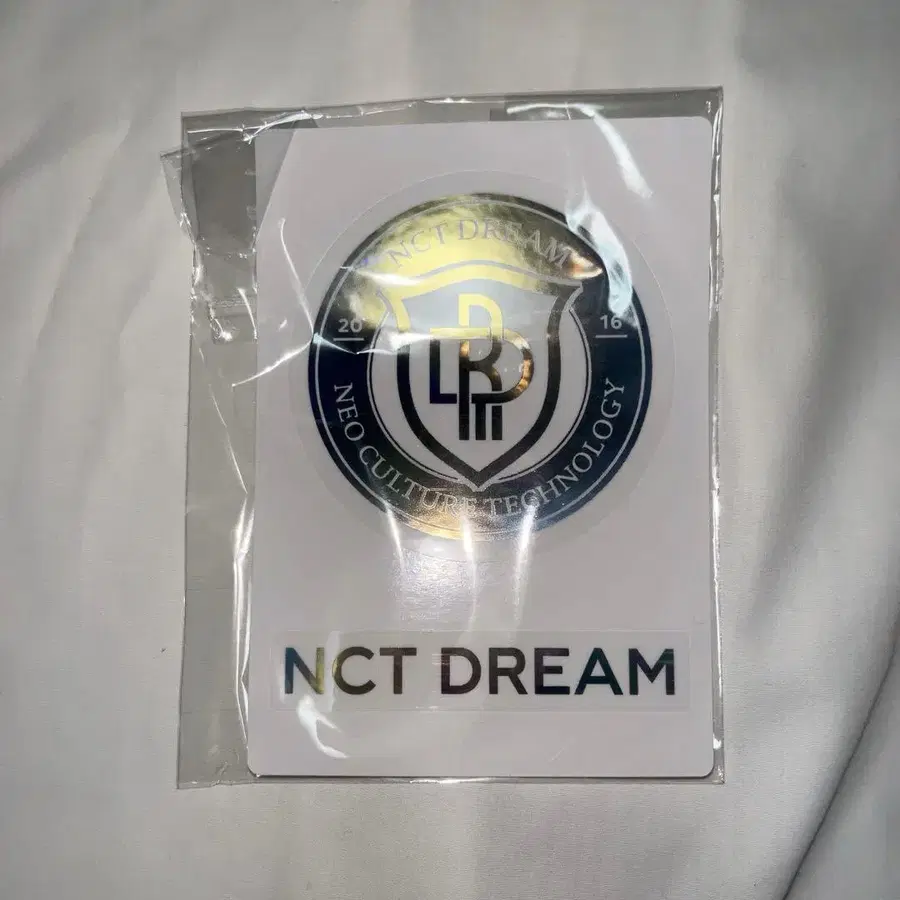 NCT DREAM
20 16
NEO CULTURE TECHNOLOGY
NCT DREAM